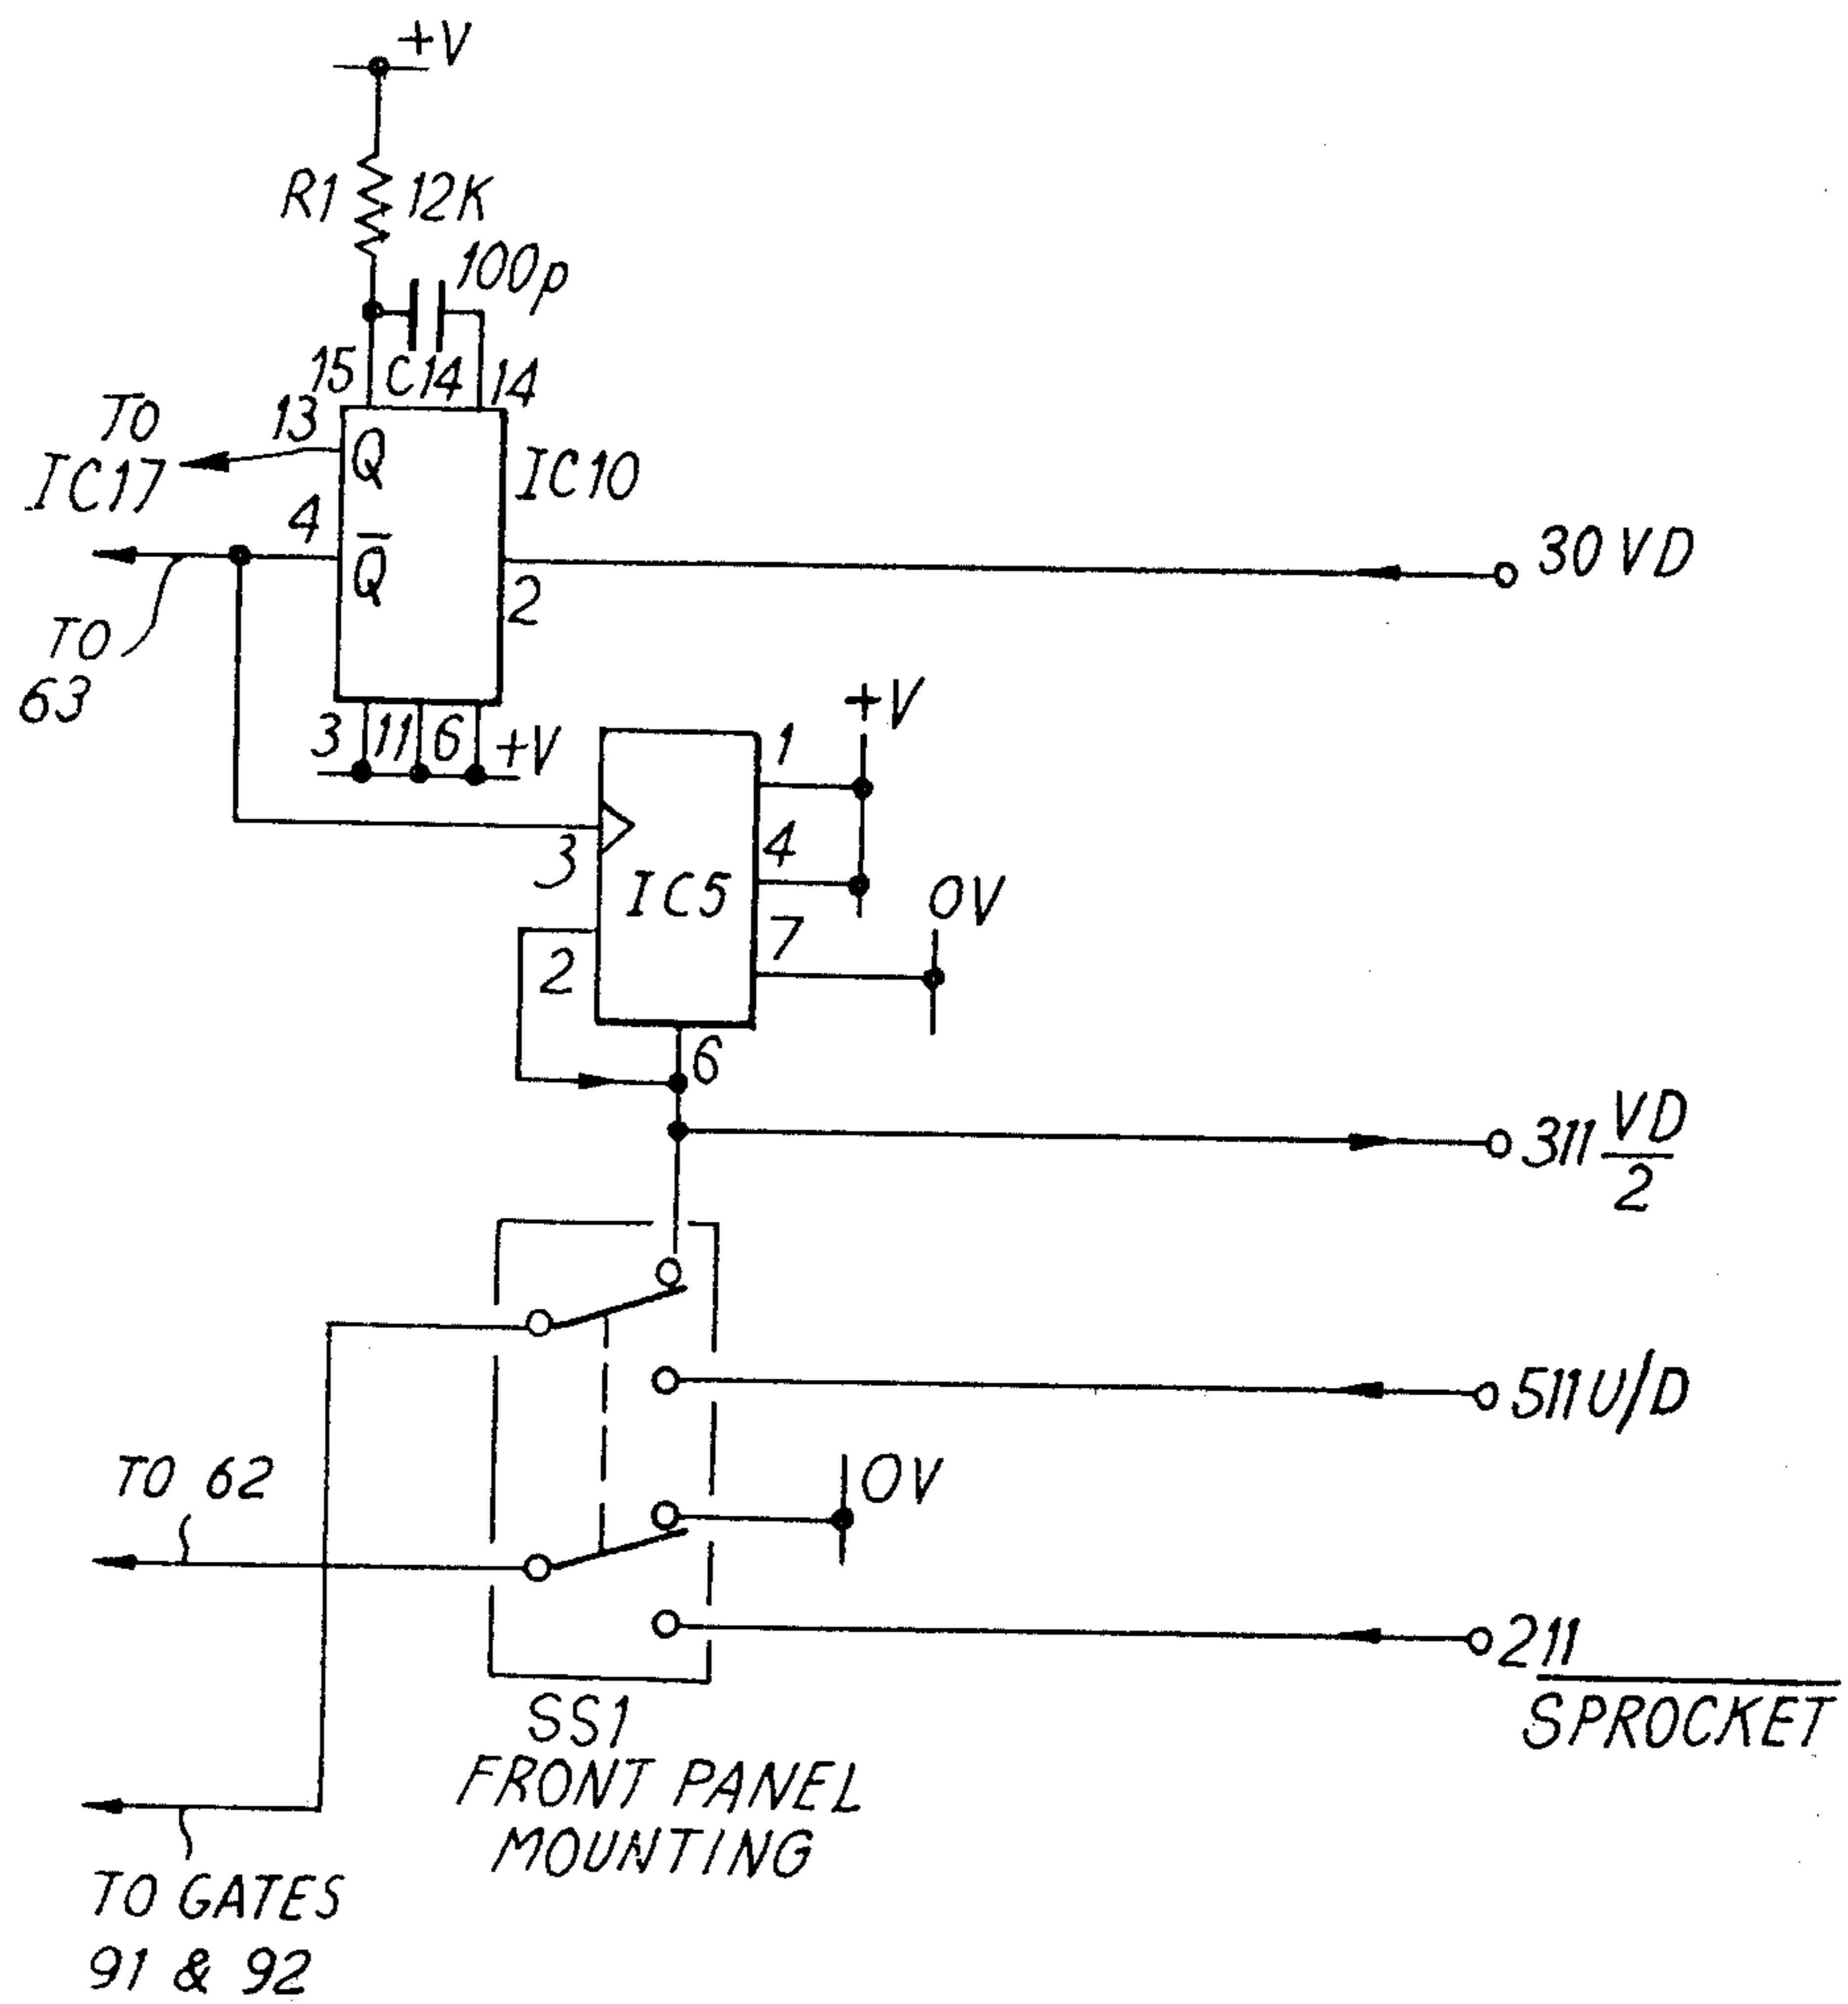 +V
R1 12K
100p
15 C14 14
13
TO
IC17
Q
IC10
4
Q̅
2
30 VD
TO
63
3 11 6 +V
1
+V
3
4
IC5
0V
2
7
6
311 VD/2
511 U/D
TO 62
0V
211
S̅P̅R̅O̅C̅K̅E̅T̅
SS1
FRONT PANEL
MOUNTING
TO GATES
91 & 92